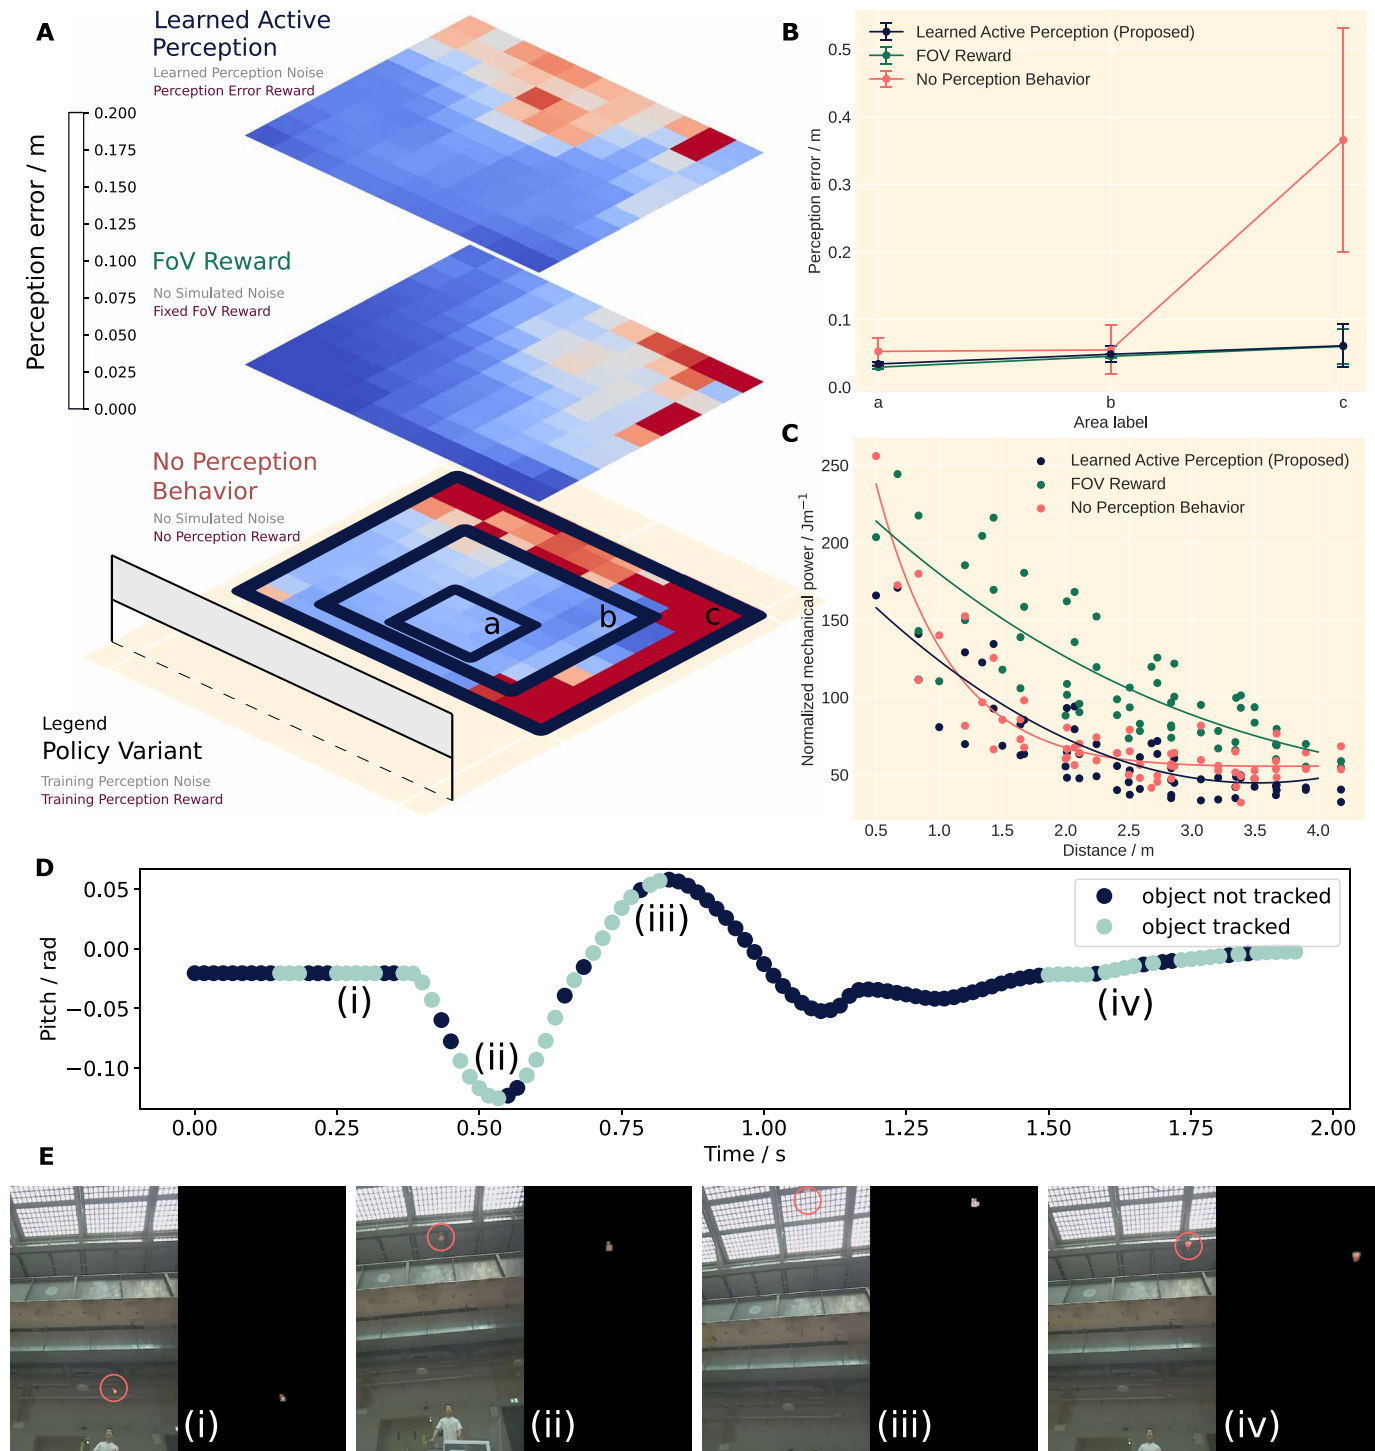 A
Learned Active
Perception
Learned Perception Noise
Perception Error Reward
Perception error / m
0.200
0.175
0.150
0.125
0.100
0.075
0.050
0.025
0.000
FoV Reward
No Simulated Noise
Fixed FoV Reward
No Perception
Behavior
No Simulated Noise
No Perception Reward
a
b
c
Legend
Policy Variant
Training Perception Noise
Training Perception Reward
B
Learned Active Perception (Proposed)
FOV Reward
No Perception Behavior
Perception error / m
0.5
0.4
0.3
0.2
0.1
0.0
a b c
Area label
C
Learned Active Perception (Proposed)
FOV Reward
No Perception Behavior
Normalized mechanical power / Jm⁻¹
250
200
150
100
50
0.5 1.0 1.5 2.0 2.5 3.0 3.5 4.0
Distance / m
D
object not tracked
object tracked
Pitch / rad
0.05
0.00
−0.05
−0.10
(i)
(ii)
(iii)
(iv)
0.00 0.25 0.50 0.75 1.00 1.25 1.50 1.75 2.00
Time / s
E
(i)
(ii)
(iii)
(iv)